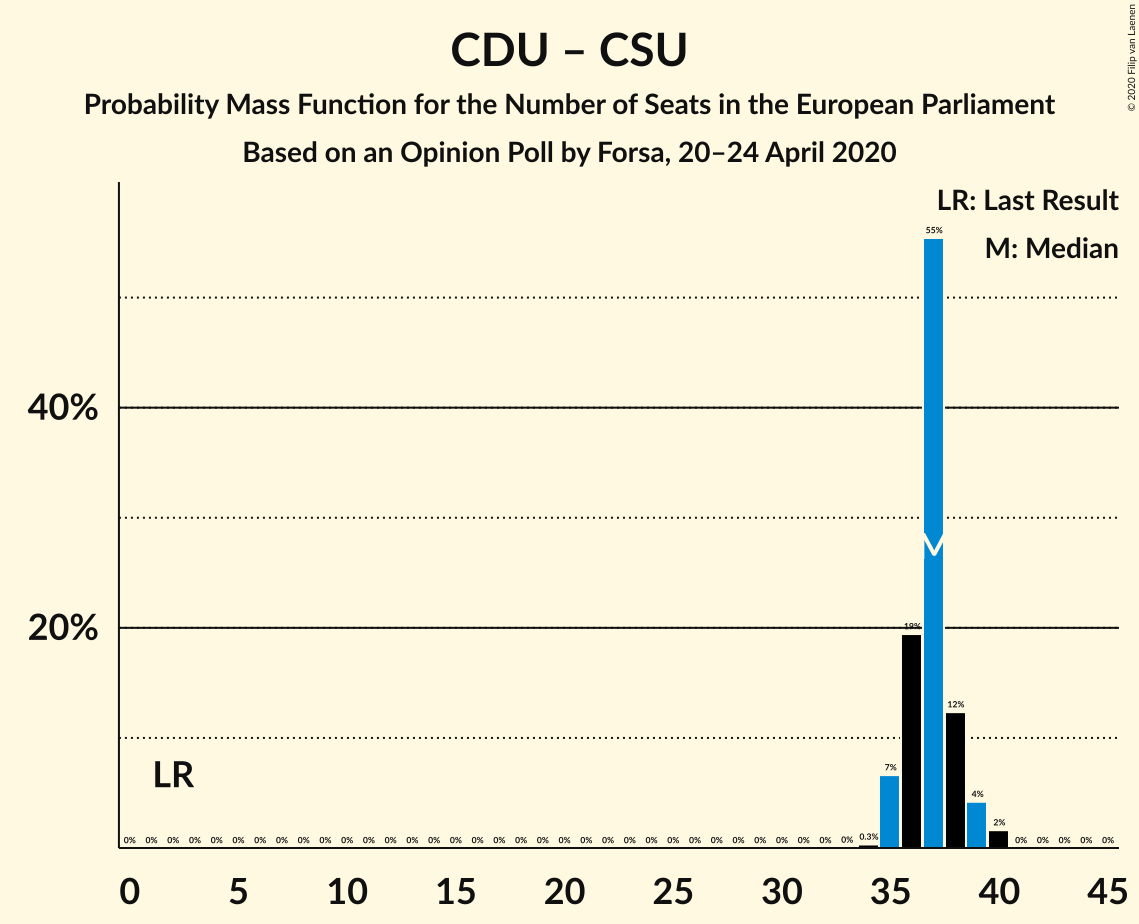 CDU – CSU
Probability Mass Function for the Number of Seats in the European Parliament
Based on an Opinion Poll by Forsa, 20–24 April 2020
© 2020 Filip van Laenen
LR: Last Result
M: Median
55%
40%
20%
19%
12%
7%
4%
2%
0.3%
LR
0% 0% 0% 0% 0% 0% 0% 0% 0% 0% 0% 0% 0% 0% 0% 0% 0% 0% 0% 0% 0% 0% 0% 0% 0% 0% 0% 0% 0% 0% 0% 0% 0% 0% 0% 0% 0% 0% 0%
0 5 10 15 20 25 30 35 40 45